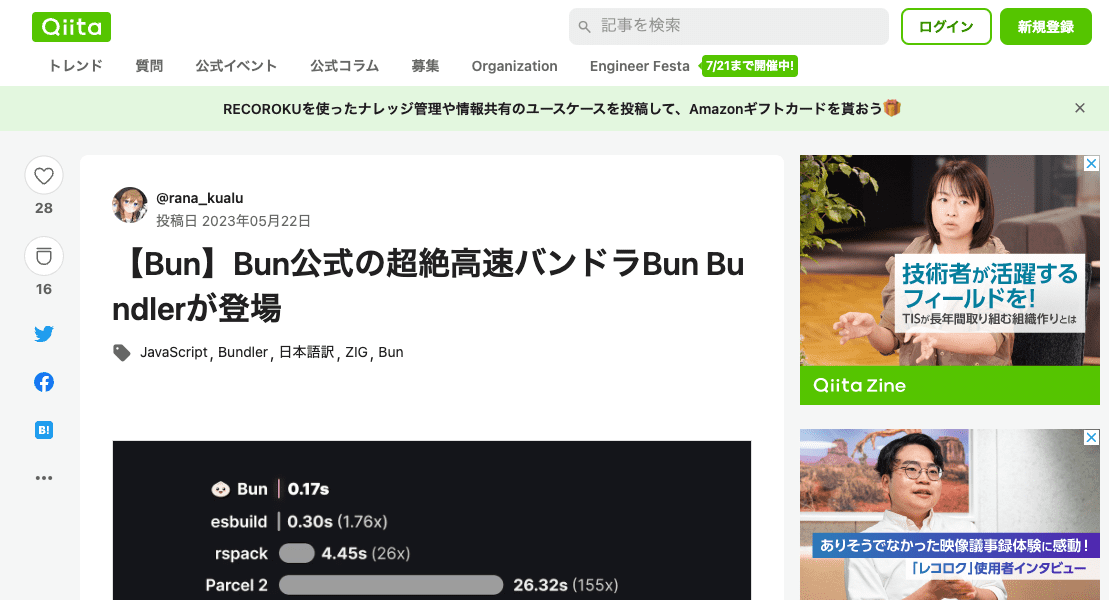 Qiita
記事を検索
ログイン
新規登録
トレンド 質問 公式イベント 公式コラム 募集 Organization Engineer Festa 7/21まで開催中!
RECOROKUを使ったナレッジ管理や情報共有のユースケースを投稿して、Amazonギフトカードを貰おう
28
16
B!
@rana_kualu
投稿日 2023年05月22日
【Bun】Bun公式の超絶高速バンドラBun Bu
ndlerが登場
JavaScript, Bundler, 日本語訳, ZIG, Bun
Bun 0.17s
esbuild 0.30s (1.76x)
rspack 4.45s (26x)
Parcel 2 26.32s (155x)
技術者が活躍する
フィールドを!
TISが長年間取り組む組織作りとは
Qiita Zine
ありそうでなかった映像議事録体験に感動!
「レコロク」使用者インタビュー